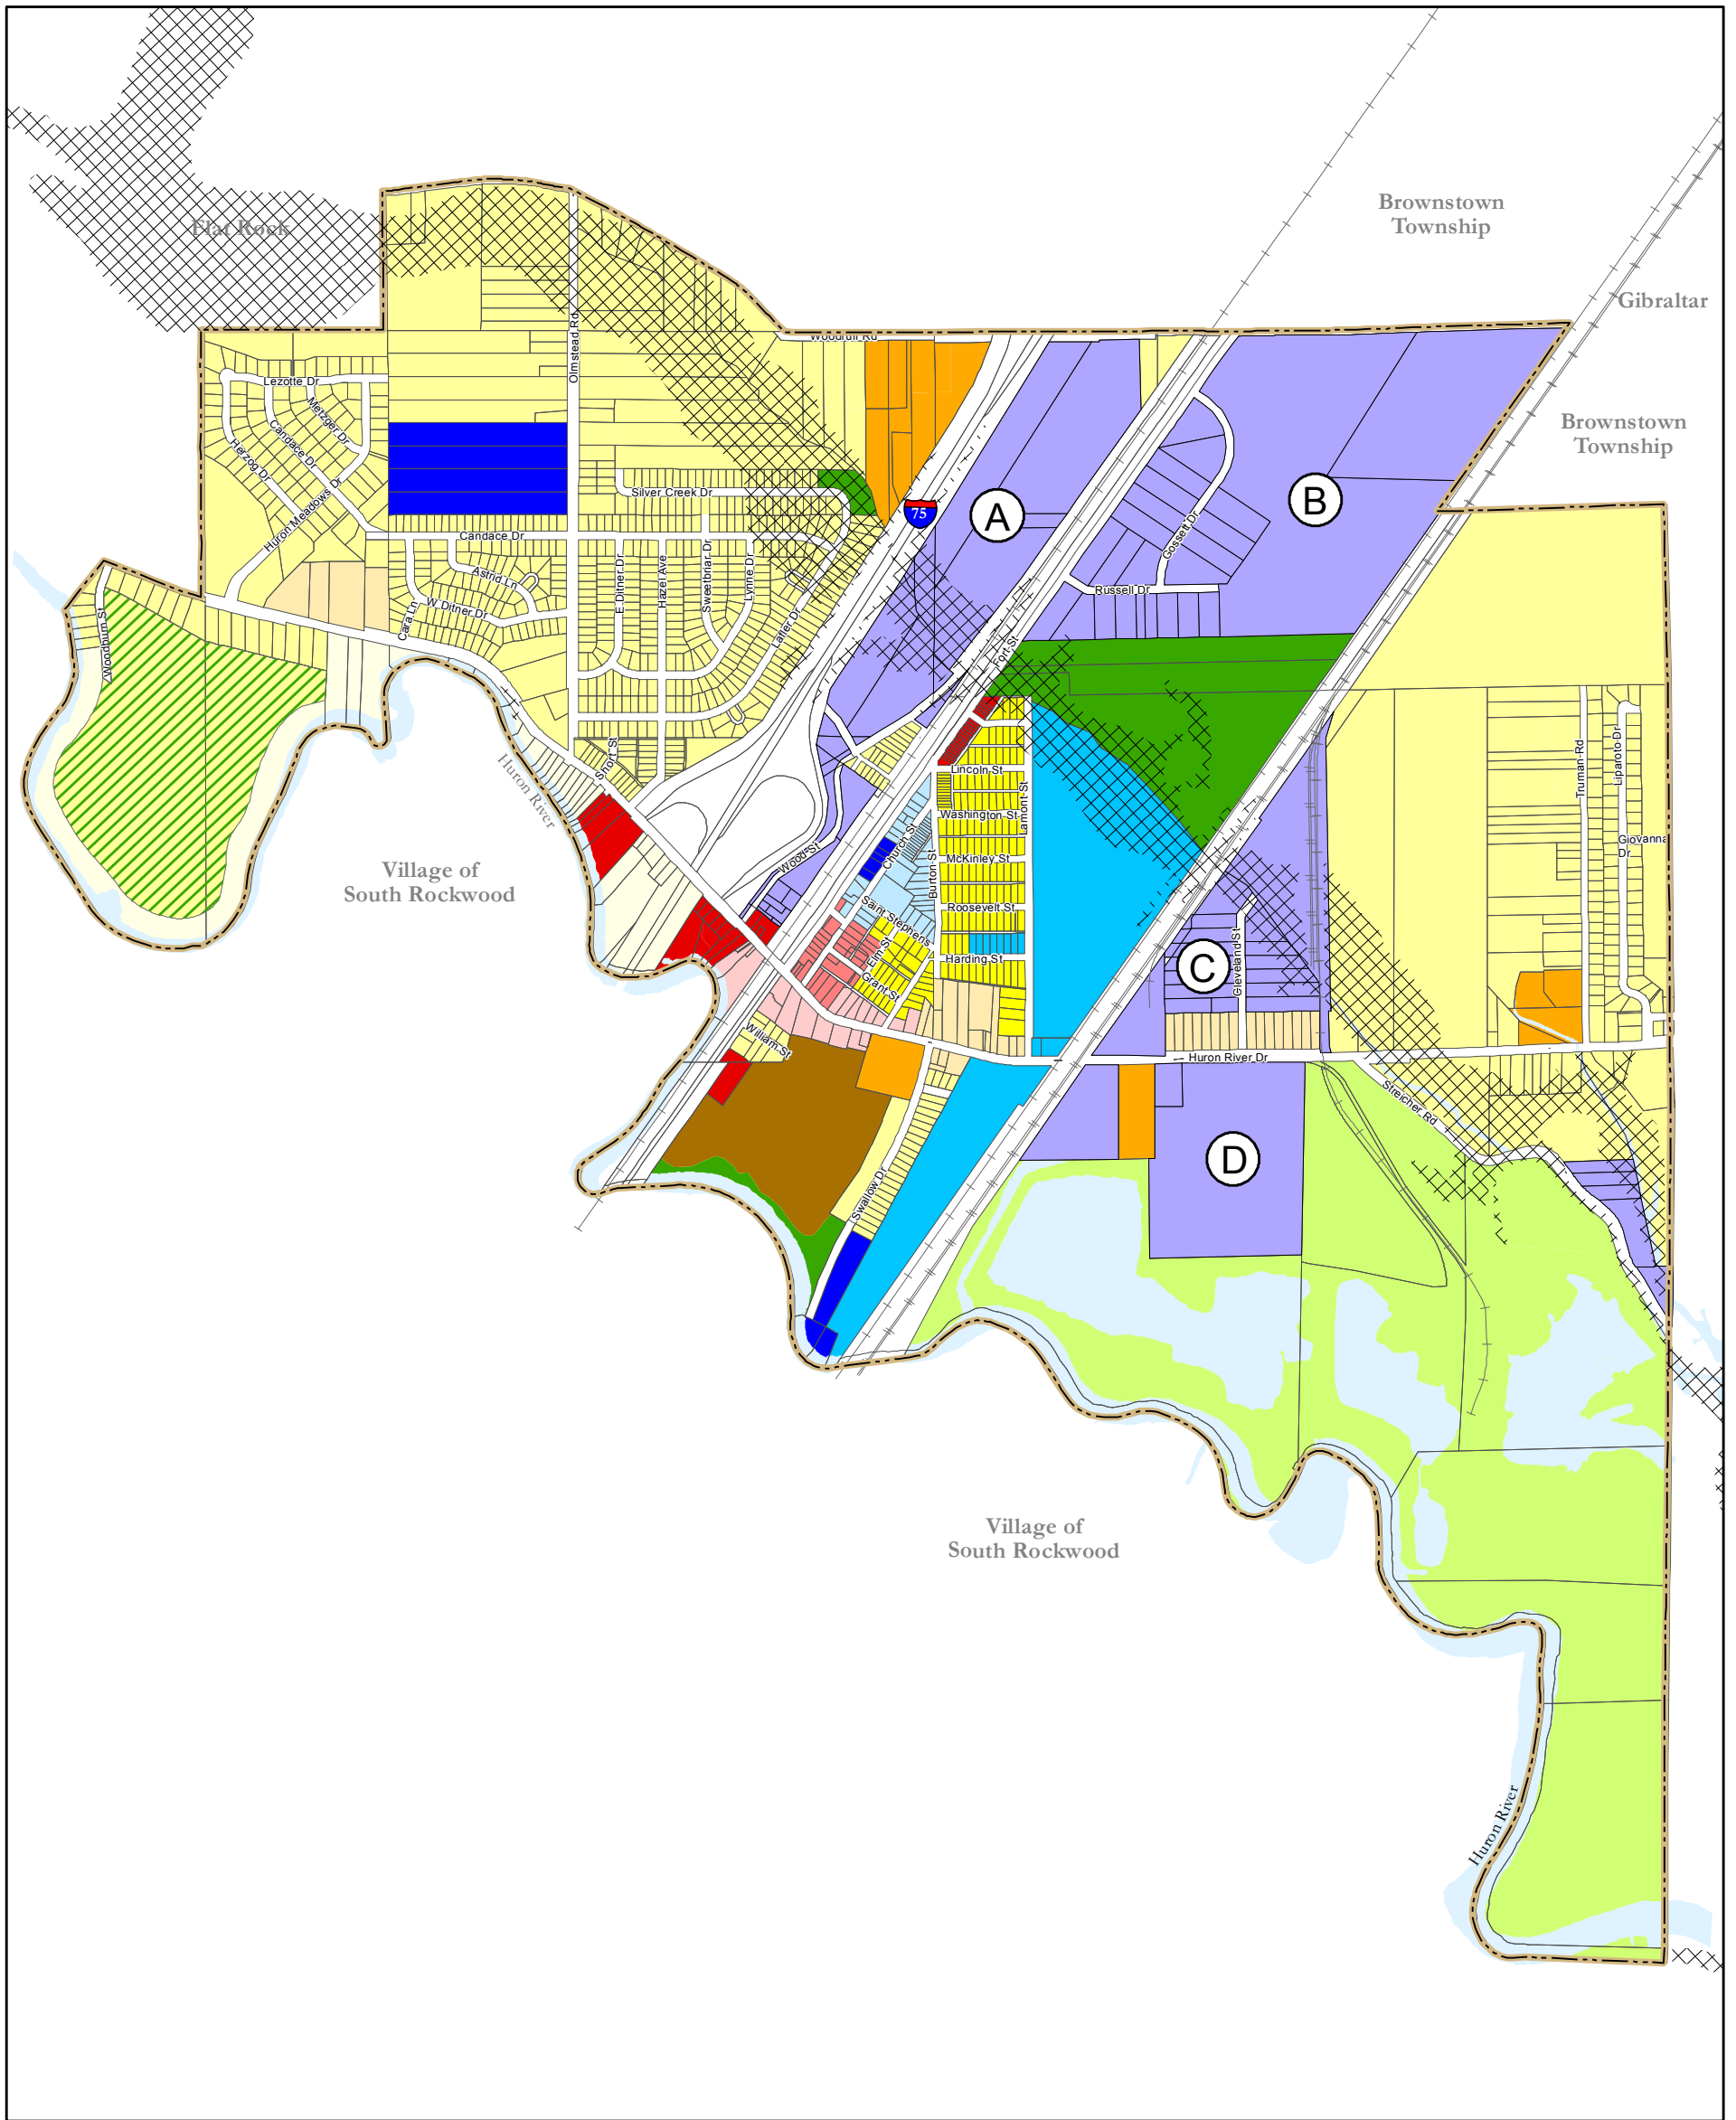 Brownstown
Township
Flat Rock
Gibraltar
Woodruff Rd
Olmstead Rd
Lezotte Dr
Metzger Dr
Candace Dr
Herzog Dr
Huron Meadows Dr
Brownstown
Township
Silver Creek Dr
75
A
B
Gossett Dr
Candace Dr
Astrid Ln
W Ditner Dr
Cara Ln
E Ditner Dr
Hazel Ave
Sweetbriar Dr
Lynne Dr
Lafler Dr
Russell Dr
Woodburn St
Fort St
Short St
Huron River
Lincoln St
Lamont St
Washington St
Truman Rd
Liparoto Dr
Giovanna
Dr
Village of
South Rockwood
Wood St
Church St
Burton St
McKinley St
Roosevelt St
Saint Stephens
Elm St
Harding St
Grant St
C
Cleveland St
William St
Huron River Dr
Streicher Rd
D
Swallow Dr
Village of
South Rockwood
Huron River